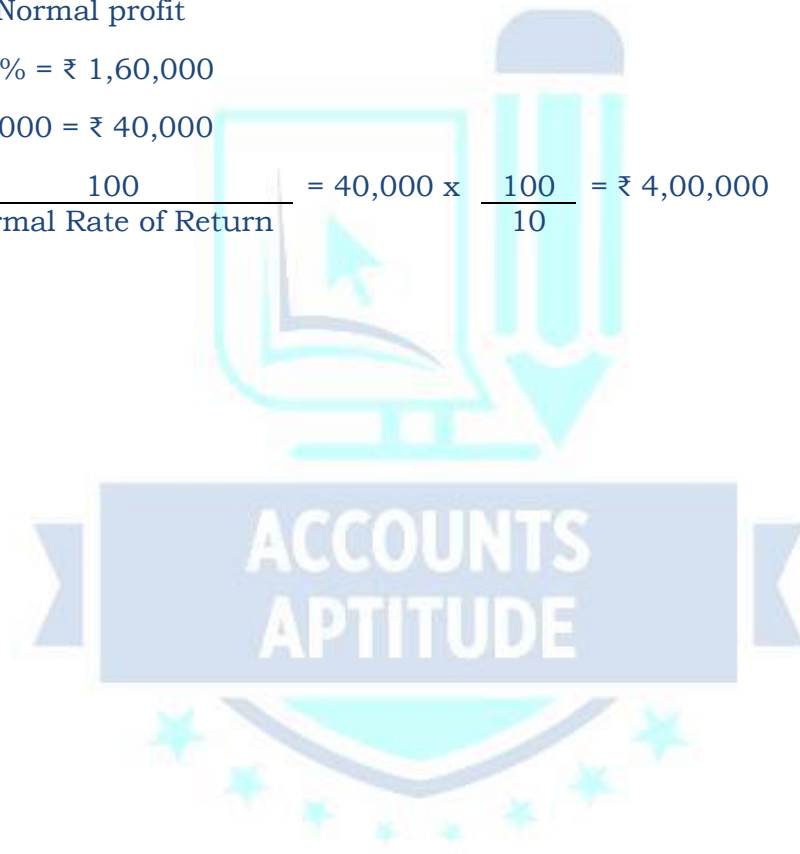 Normal profit
% = ₹ 1,60,000
000 = ₹ 40,000
100 = 40,000 x 100 = ₹ 4,00,000
rmal Rate of Return 10
ACCOUNTS
APTITUDE